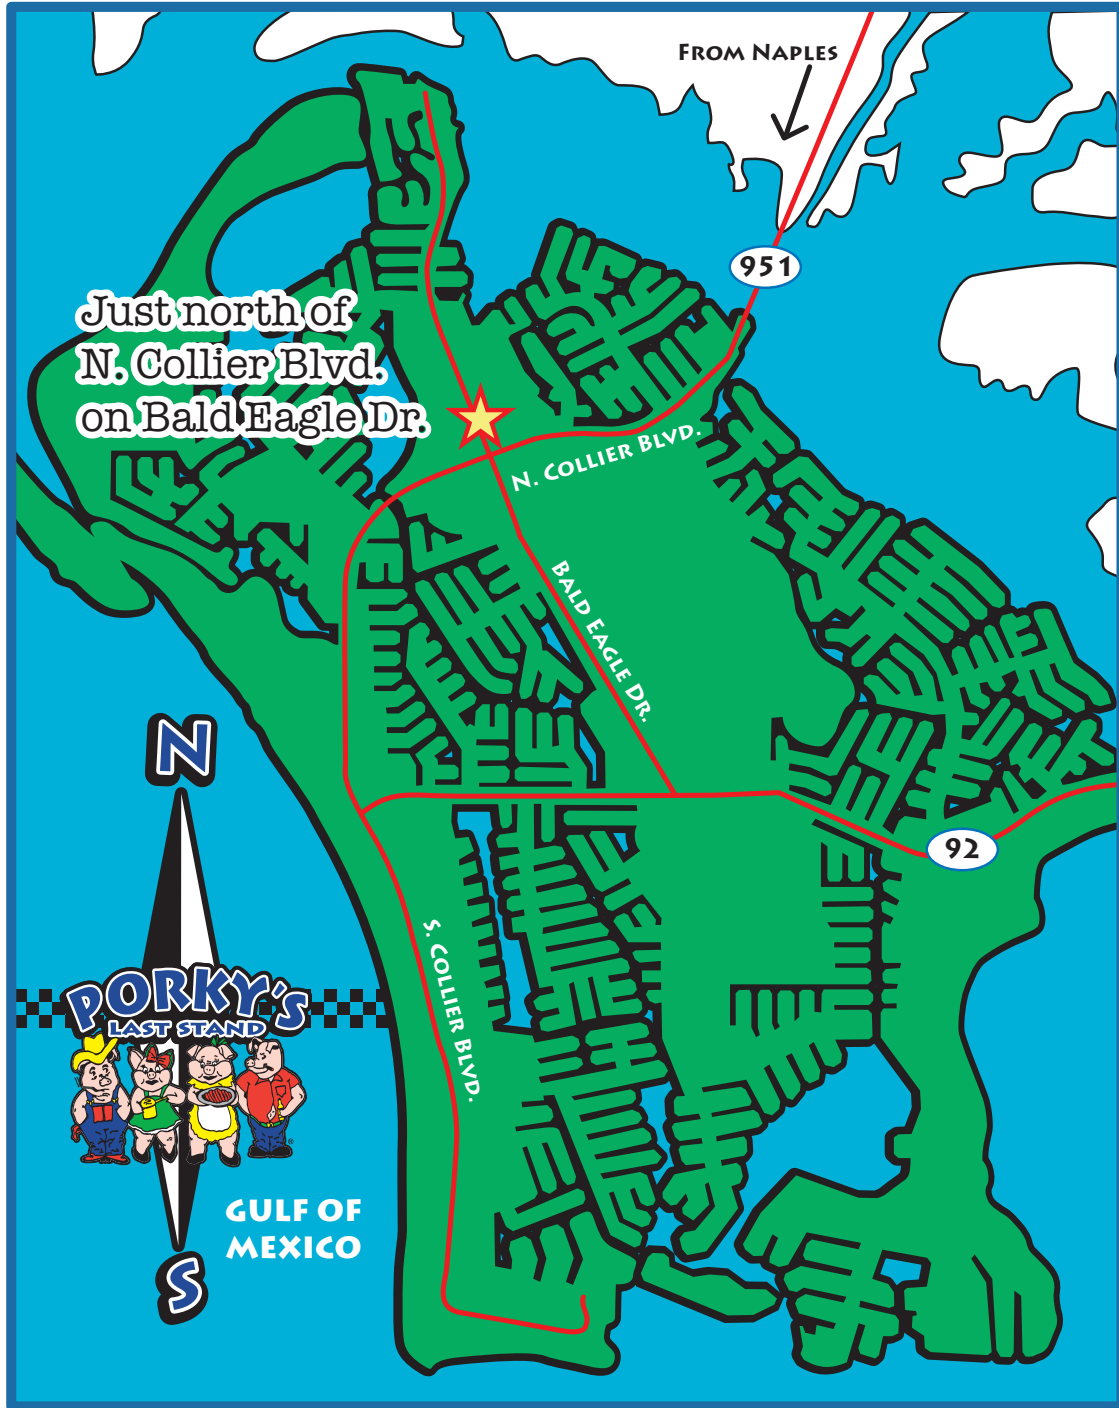 FROM NAPLES
951
Just north of
N. Collier Blvd.
on Bald Eagle Dr.
N. COLLIER BLVD.
BALD EAGLE DR.
N
92
S. COLLIER BLVD.
PORKY'S
LAST STAND
GULF OF
MEXICO
S